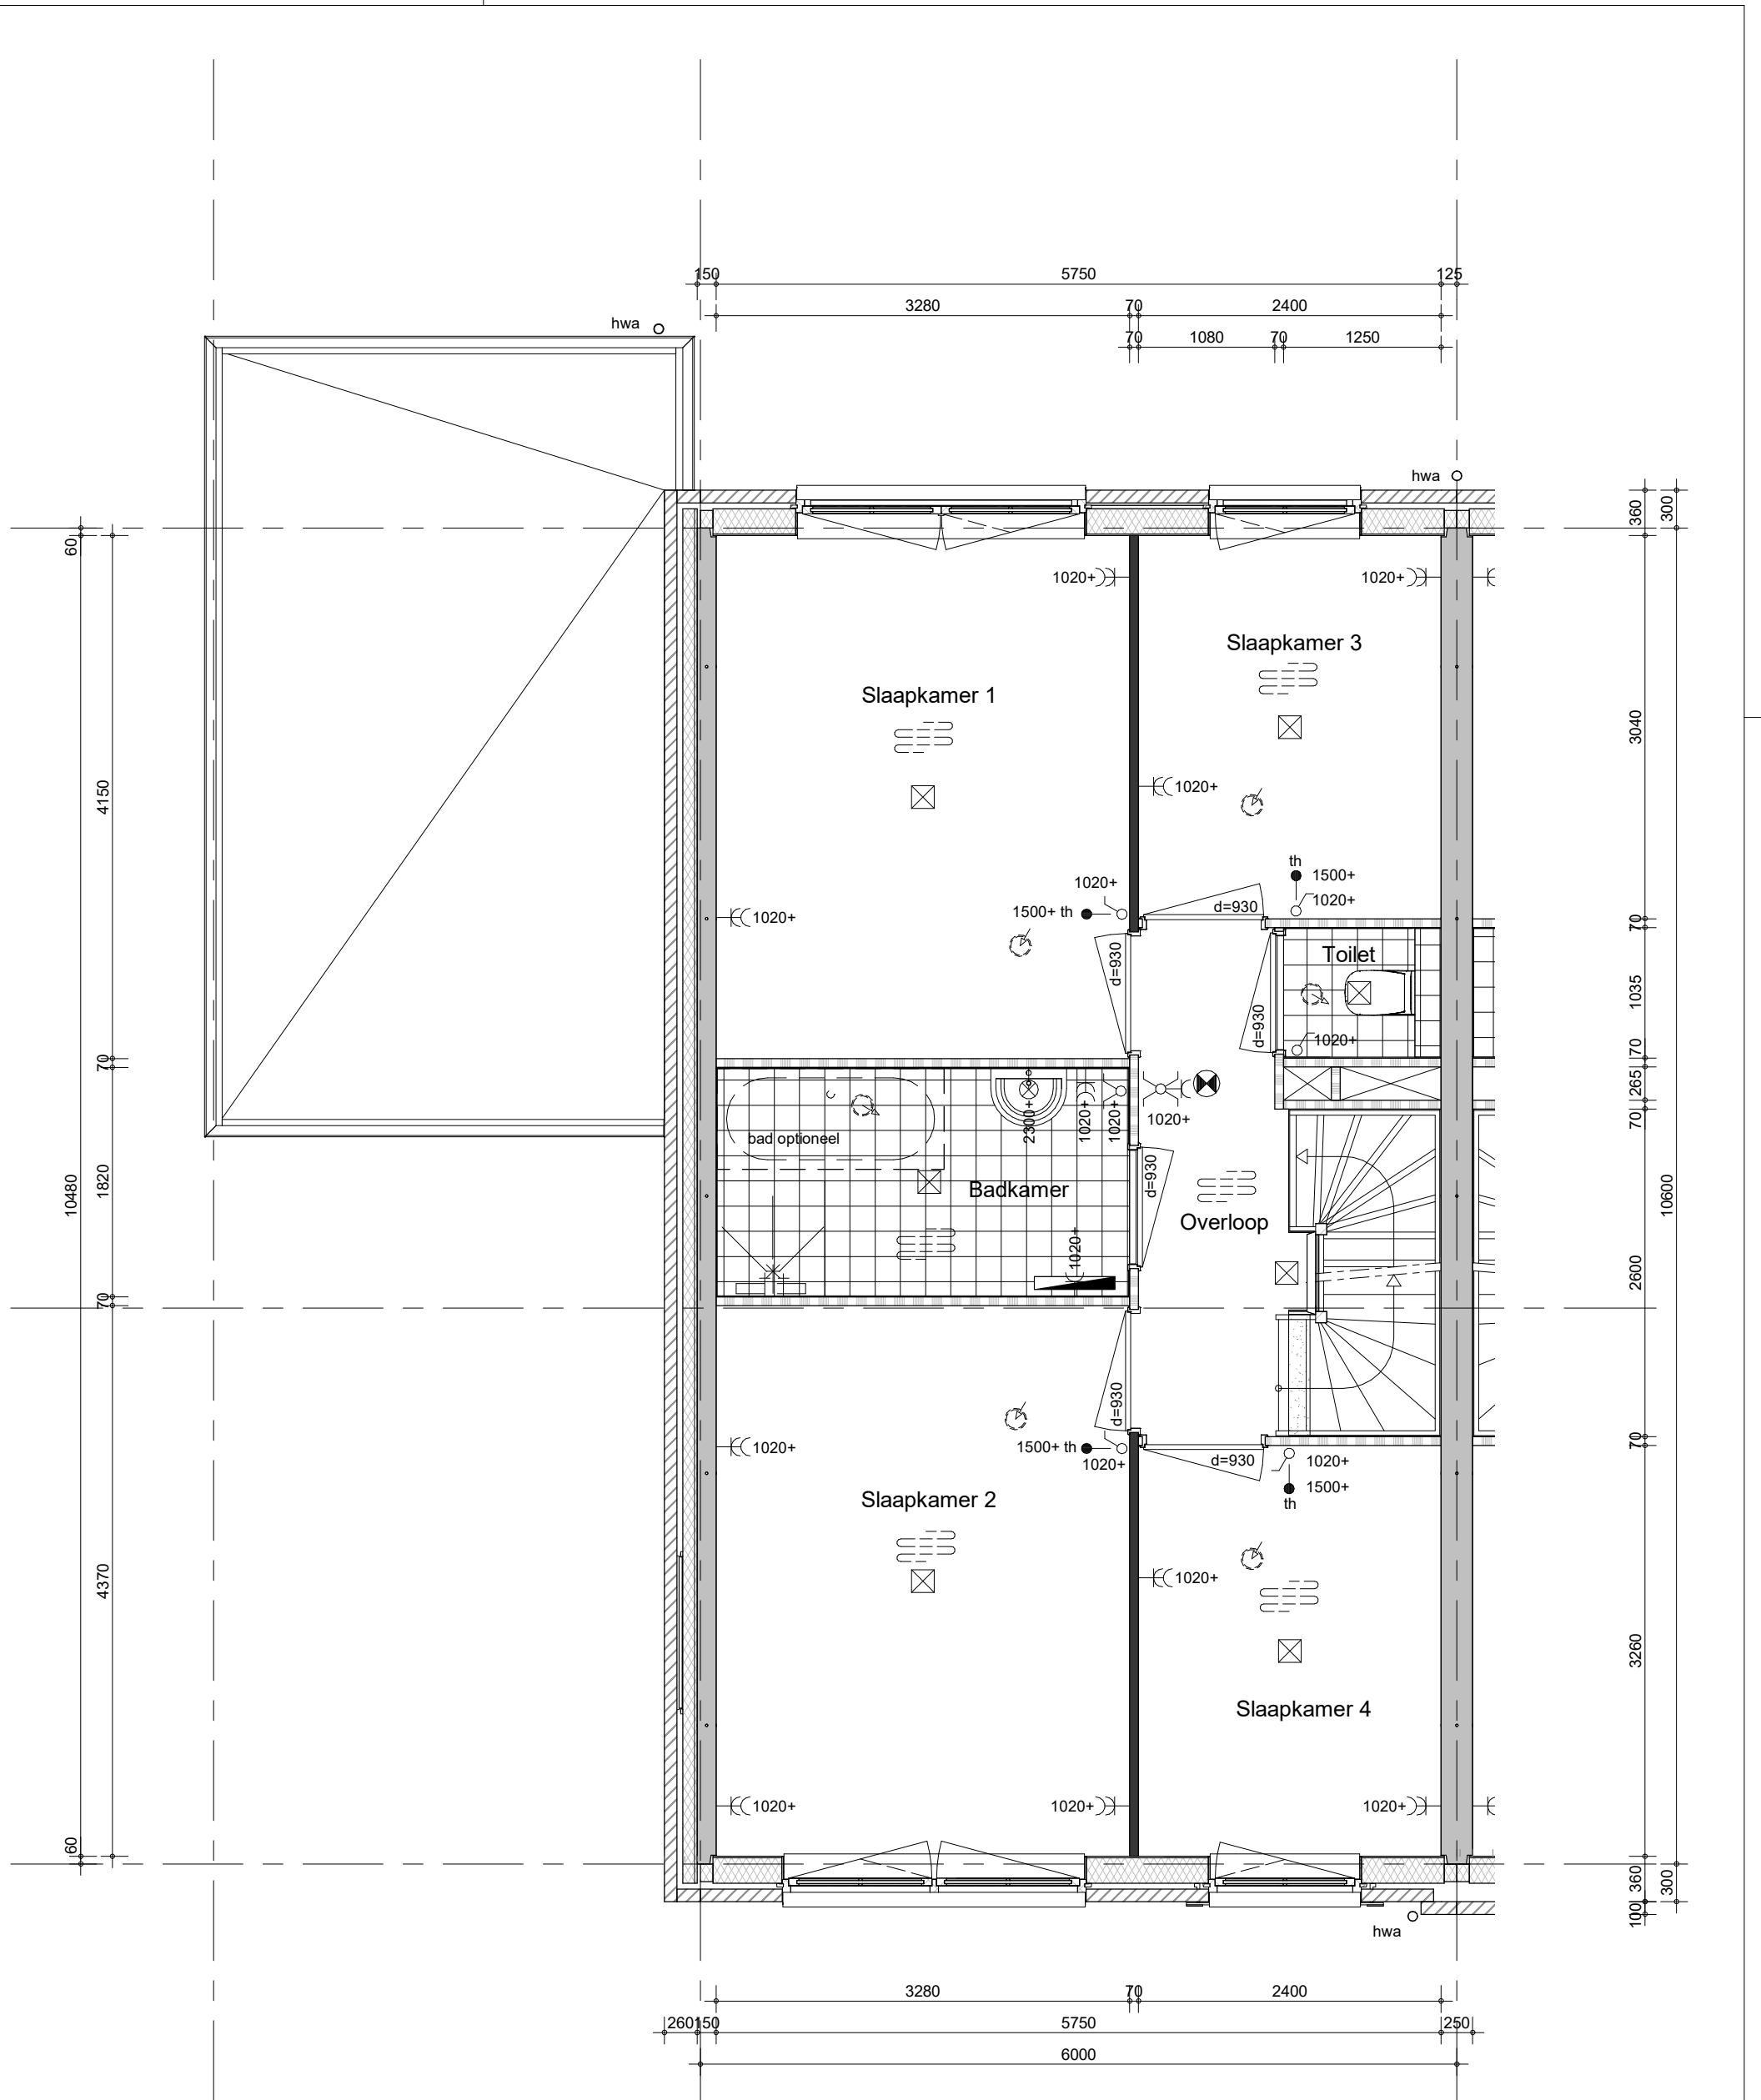 150 5750 125
3280 70 2400
70 1080 70 1250
hwa
hwa
60
360 300
1020+ 1020+
Slaapkamer 3
Slaapkamer 1
3040
4150
1020+
th
1500+
1020+
1020+
1500+ th
d=930
1020+
70
Toilet
d=930
1035
d=930
1020+
70
70
265
70
2300+
1020+
1020+
1020+
bad optioneel
d=930
Badkamer
1820
10480
10600
Overloop
1020+
2600
70
d=930
1020+
1500+ th
1020+
d=930
1020+
1500+
th
70
Slaapkamer 2
4370
1020+
3260
Slaapkamer 4
1020+ 1020+ 1020+
60
360 300
100
hwa
3280 70 2400
260 150 5750 250
6000